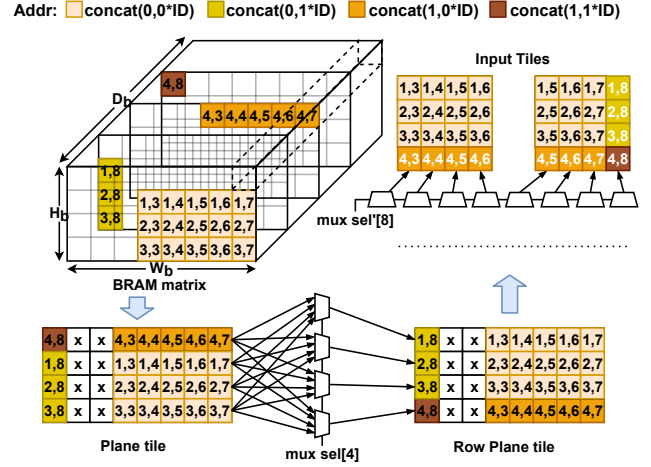 Addr: concat(0,0*ID) concat(0,1*ID) concat(1,0*ID) concat(1,1*ID)
Input Tiles
D_b
4,8
4,3 4,4 4,5 4,6 4,7
1,8
2,8
3,8
1,3 1,4 1,5 1,6 1,7
2,3 2,4 2,5 2,6 2,7
3,3 3,4 3,5 3,6 3,7
H_b
W_b
BRAM matrix
1,3 1,4 1,5 1,6
2,3 2,4 2,5 2,6
3,3 3,4 3,5 3,6
4,3 4,4 4,5 4,6
1,5 1,6 1,7 1,8
2,5 2,6 2,7 2,8
3,5 3,6 3,7 3,8
4,5 4,6 4,7 4,8
mux sel'[8]
4,8 x x 4,3 4,4 4,5 4,6 4,7
1,8 x x 1,3 1,4 1,5 1,6 1,7
2,8 x x 2,3 2,4 2,5 2,6 2,7
3,8 x x 3,3 3,4 3,5 3,6 3,7
Plane tile
mux sel[4]
1,8 x x 1,3 1,4 1,5 1,6 1,7
2,8 x x 2,3 2,4 2,5 2,6 2,7
3,8 x x 3,3 3,4 3,5 3,6 3,7
4,8 x x 4,3 4,4 4,5 4,6 4,7
Row Plane tile